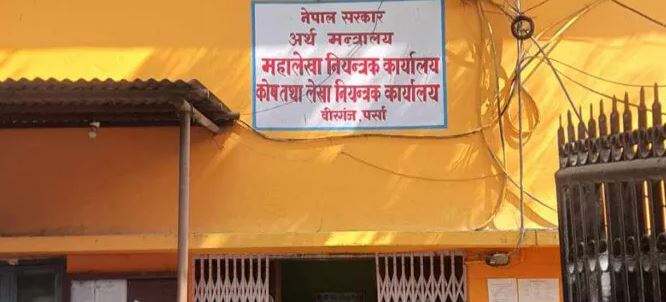 नेपाल सरकार
अर्थ मन्त्रालय
महालेखा नियन्त्रक कार्यालय
कोष तथा लेखा नियन्त्रक कार्यालय
वीरगंज, पर्सा